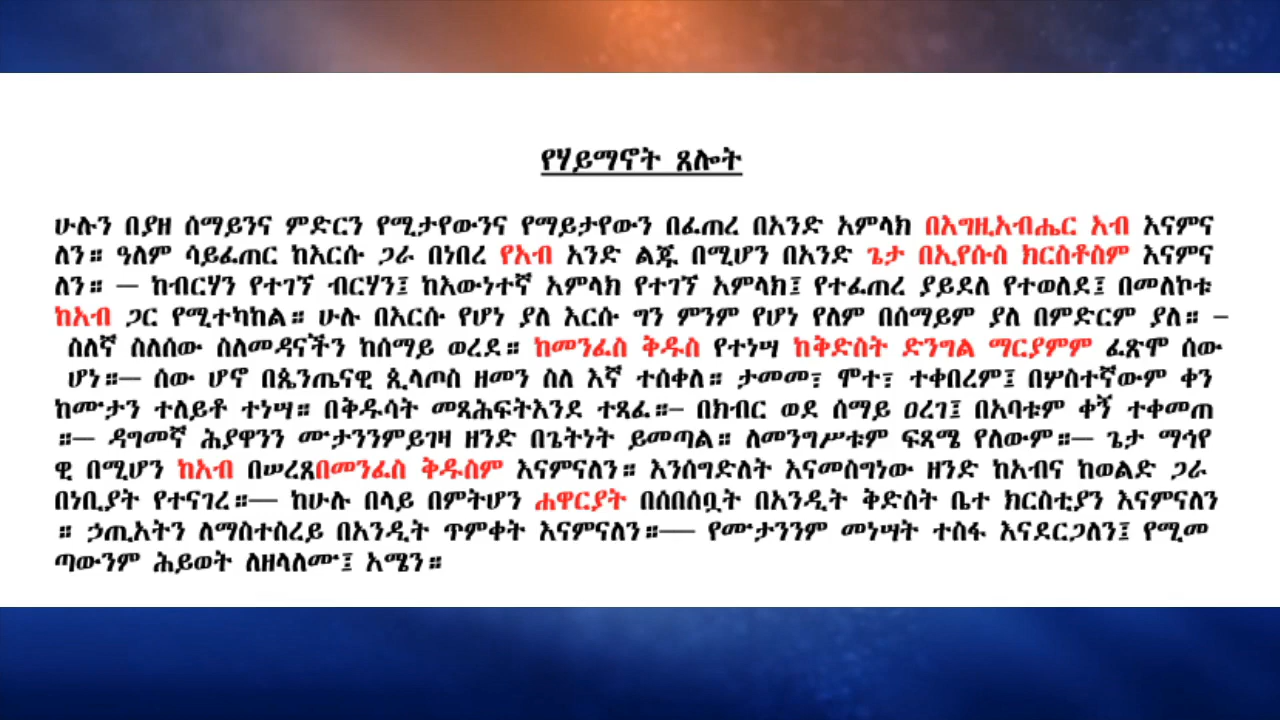 የሃይማኖት ጸሎት
ሁሉን በያዘ ሰማይንና ምድርን የሚታየውንና የማይታየውን በፈጠረ በአንድ አምላክ በእግዚአብሔር አብ እናምና
ለን። ዓለም ሳይፈጠር ከእርሱ ጋራ በነበረ የአብ አንድ ልጁ በሚሆን በአንድ ጌታ በኢየሱስ ክርስቶስም እናምና
ለን። — ከብርሃን የተገኘ ብርሃን፤ ከእውነተኛ አምላክ የተገኘ አምላክ፤ የተፈጠረ ያይደለ የተወለደ፤ በመለኮቱ
ከአብ ጋር የሚተካከል። ሁሉ በእርሱ የሆነ ያለ እርሱ ግን ምንም የሆነ የለም በሰማይም ያለ በምድርም ያለ። –
ስለኛ ስለሰው ስለመዳናችን ከሰማይ ወረደ። ከመንፈስ ቅዱስ የተነሣ ከቅድስት ድንግል ማርያምም ፈጽሞ ሰው
ሆነ።— ሰው ሆኖ በጴንጤናዊ ጲላጦስ ዘመን ስለ እኛ ተሰቀለ። ታመመ፣ ሞተ፣ ተቀበረም፤ በሦስተኛውም ቀን
ከሙታን ተለይቶ ተነሣ። በቅዱሳት መጻሕፍትእንደ ተጻፈ።– በክብር ወደ ሰማይ ዐረገ፤ በአባቱም ቀኝ ተቀመጠ
።— ዳግመኛ ሕያዋንን ሙታንንምይገዛ ዘንድ በጌትነት ይመጣል። ለመንግሥቱም ፍጻሜ የለውም።— ጌታ ማኅየ
ዊ በሚሆን ከአብ በሠረጸበመንፈስ ቅዱስም እናምናለን። እንሰግድለት እናመስግነው ዘንድ ከአብና ከወልድ ጋራ
በነቢያት የተናገረ።— ከሁሉ በላይ በምትሆን ሐዋርያት በሰበሰቧት በአንዲት ቅድስት ቤተ ክርስቲያን እናምናለን
። ኃጢአትን ለማስተሰረይ በአንዲት ጥምቀት እናምናለን።— የሙታንንም መነሣት ተስፋ እናደርጋለን፤ የሚመ
ጣውንም ሕይወት ለዘላለሙ፤ አሜን።